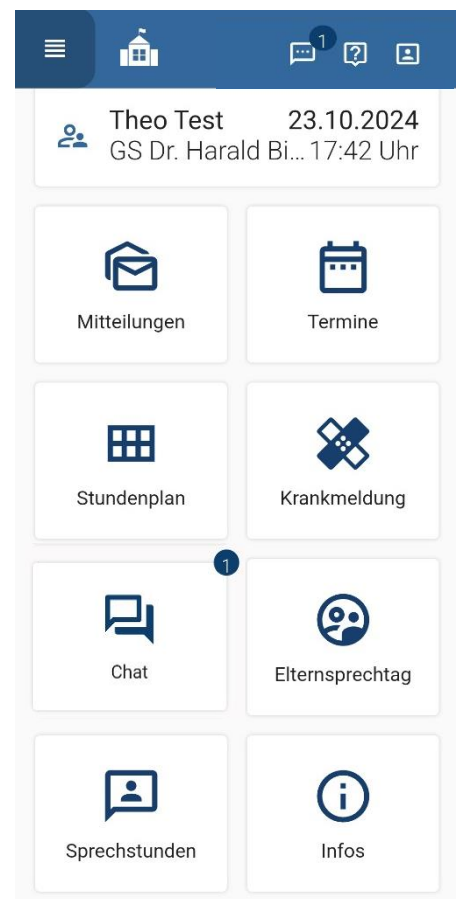 1
Theo Test 23.10.2024
GS Dr. Harald Bi... 17:42 Uhr
Mitteilungen Termine
Stundenplan Krankmeldung
1
Chat Elternsprechtag
Sprechstunden Infos